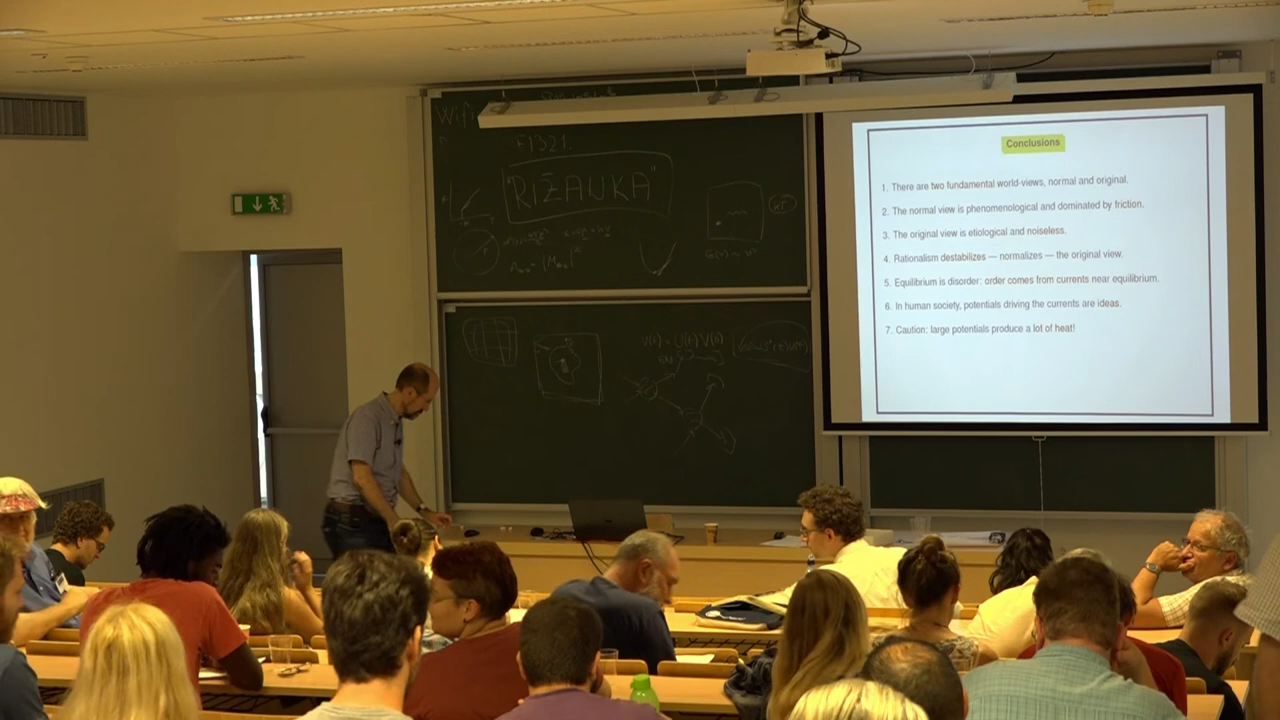 Wifi
F1321.
"RIŽANKA"
V(t) = U(t) V(0)
Conclusions
1. There are two fundamental world-views, normal and original.
2. The normal view is phenomenological and dominated by friction.
3. The original view is etiological and noiseless.
4. Rationalism destabilizes — normalizes — the original view.
5. Equilibrium is disorder: order comes from currents near equilibrium.
6. In human society, potentials driving the currents are ideas.
7. Caution: large potentials produce a lot of heat!